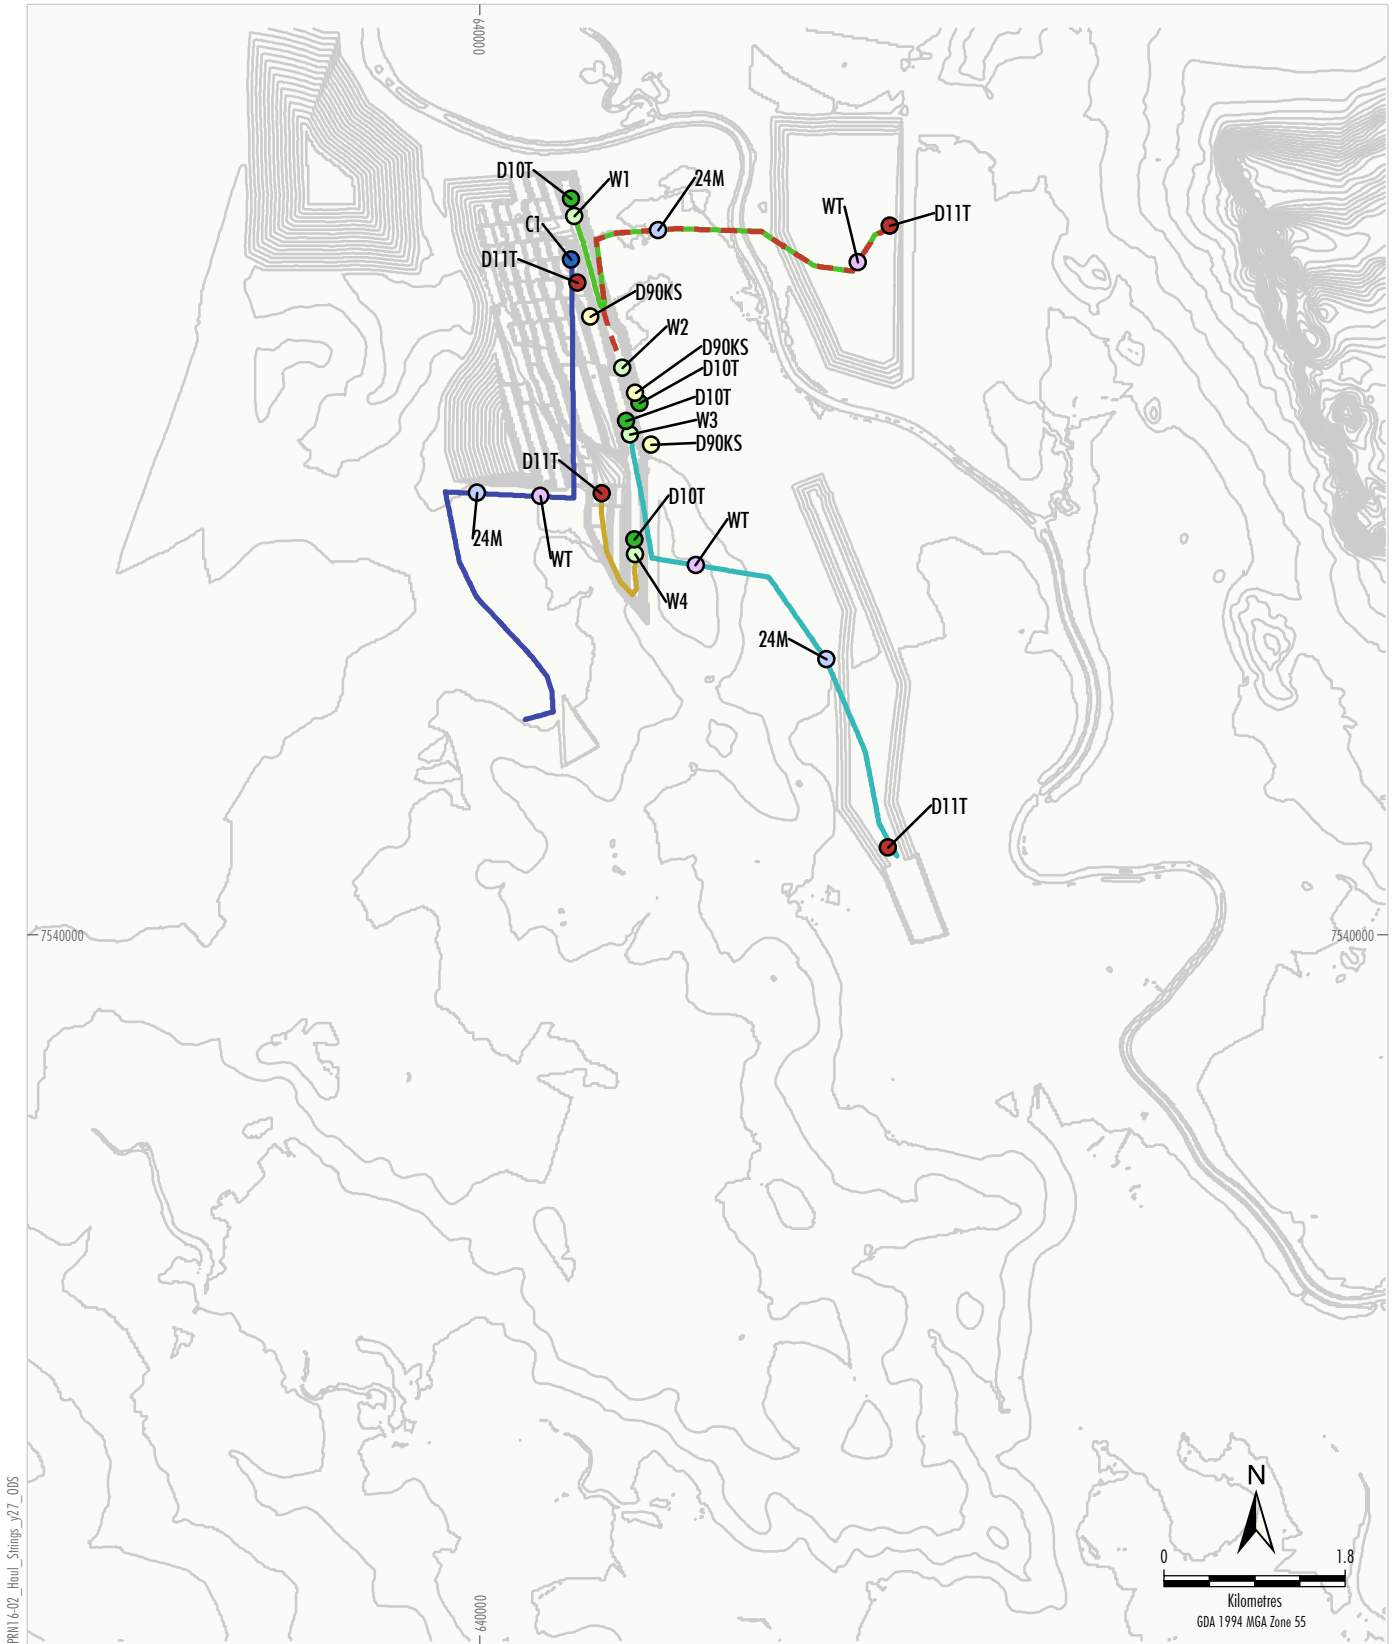 640000
D10T
W1
24M
WT
D11T
C1
D11T
D90KS
W2
D90KS
D10T
D10T
W3
D90KS
D11T
D10T
WT
24M
WT
W4
24M
D11T
7540000
7540000
N
0 1.8
Kilometres
GDA 1994 MGA Zone 55
640000
PRN16-02_Haul_Strings_y27_ODS